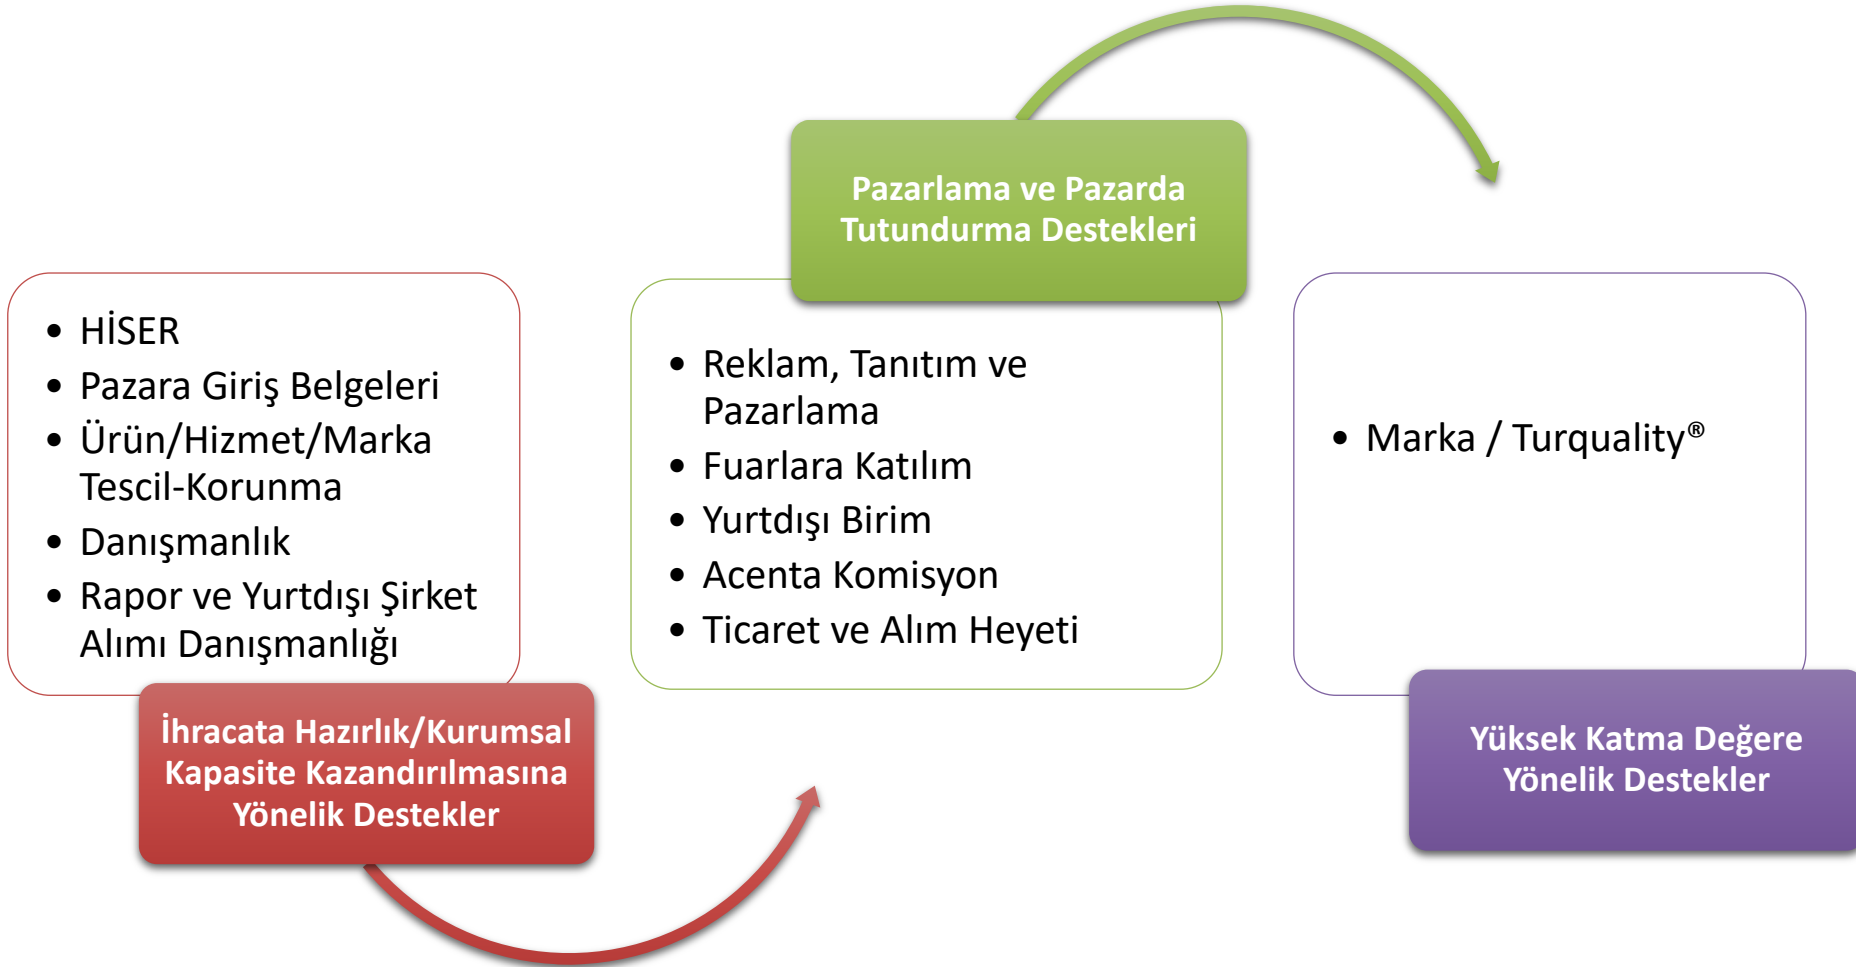 • HİSER
• Pazara Giriş Belgeleri
• Ürün/Hizmet/Marka
Tescil-Korunma
• Danışmanlık
• Rapor ve Yurtdışı Şirket
Alımı Danışmanlığı
İhracata Hazırlık/Kurumsal
Kapasite Kazandırılmasına
Yönelik Destekler
Pazarlama ve Pazarda
Tutundurma Destekleri
• Reklam, Tanıtım ve
Pazarlama
• Fuarlara Katılım
• Yurtdışı Birim
• Acenta Komisyon
• Ticaret ve Alım Heyeti
• Marka / Turquality®
Yüksek Katma Değere
Yönelik Destekler